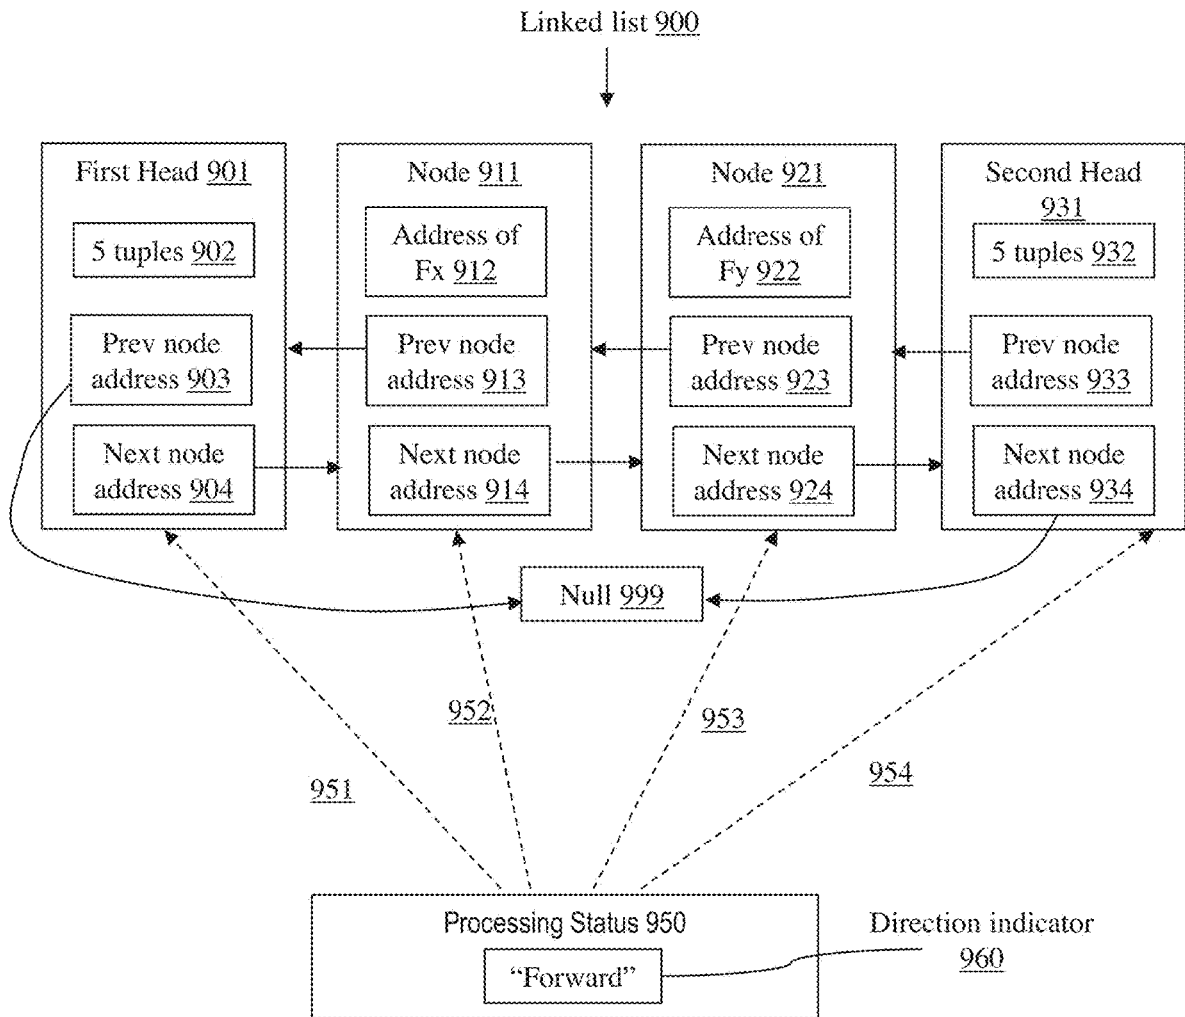 Linked list 900
First Head 901
5 tuples 902
Prev node
address 903
Next node
address 904
Node 911
Address of
Fx 912
Prev node
address 913
Next node
address 914
Node 921
Address of
Fy 922
Prev node
address 923
Next node
address 924
Second Head
931
5 tuples 932
Prev node
address 933
Next node
address 934
Null 999
951
952
953
954
Processing Status 950
“Forward”
Direction indicator
960